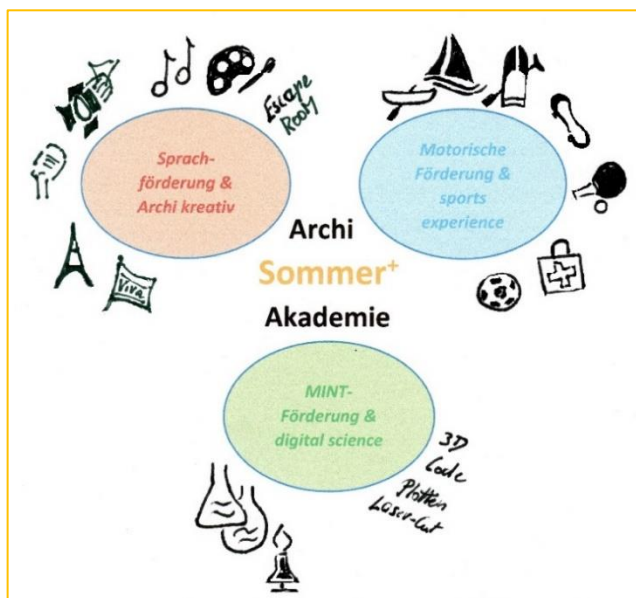 Escape
ROOM
Sprach-
förderung &
Archi kreativ
Motorische
Förderung &
sports
experience
Viva
Archi
Sommer⁺
Akademie
MINT-
Förderung &
digital science
3D
Code
Plotten
Laser-Cut